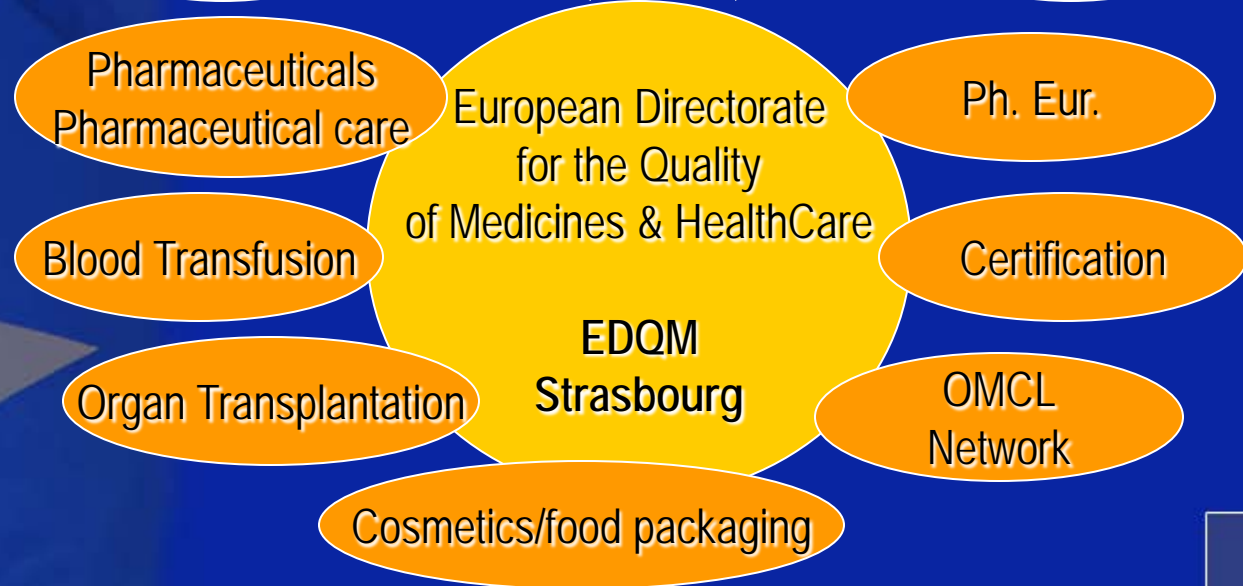 Pharmaceuticals
Pharmaceutical care
European Directorate
for the Quality
of Medicines & HealthCare
EDQM
Strasbourg
Ph. Eur.
Blood Transfusion
Certification
Organ Transplantation
OMCL
Network
Cosmetics/food packaging